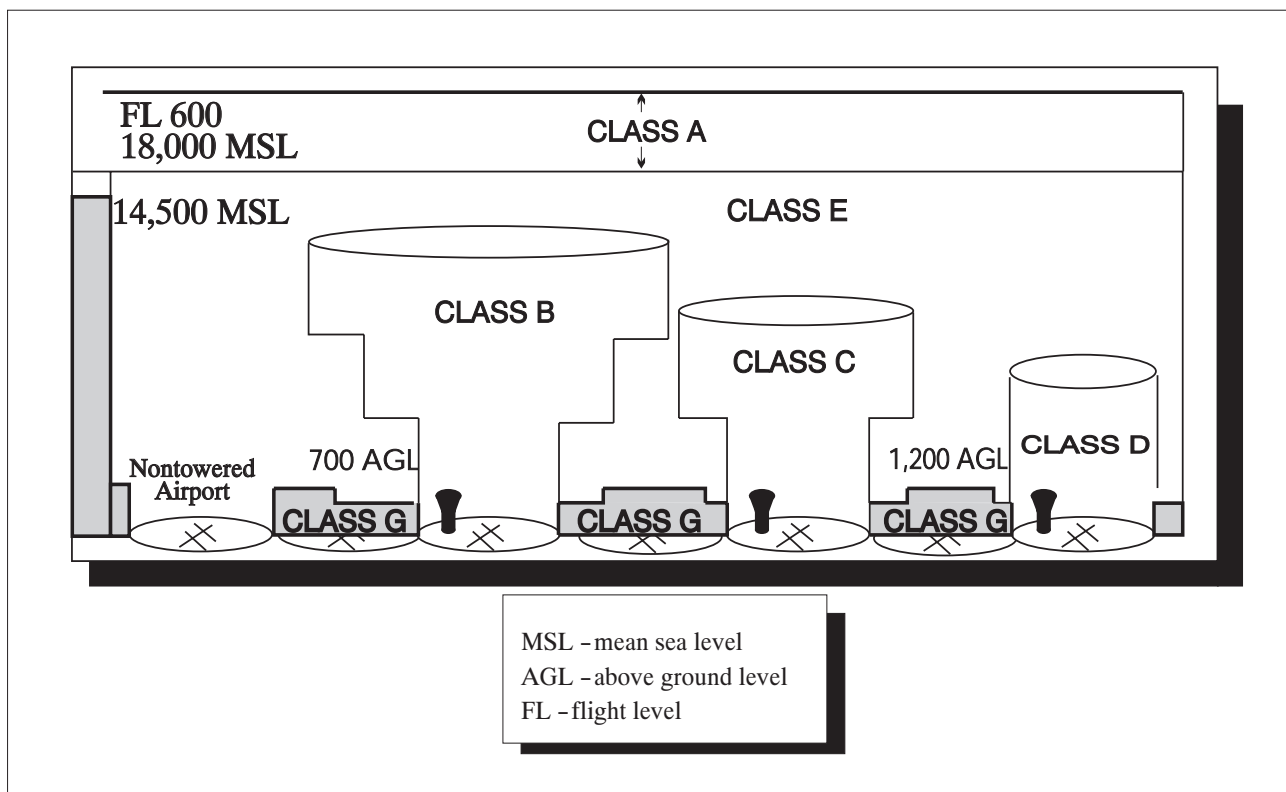 FL 600
18,000 MSL
CLASS A
14,500 MSL
CLASS E
CLASS B
CLASS C
CLASS D
700 AGL
1,200 AGL
Nontowered
Airport
CLASS G
CLASS G
CLASS G
MSL – mean sea level
AGL – above ground level
FL – flight level